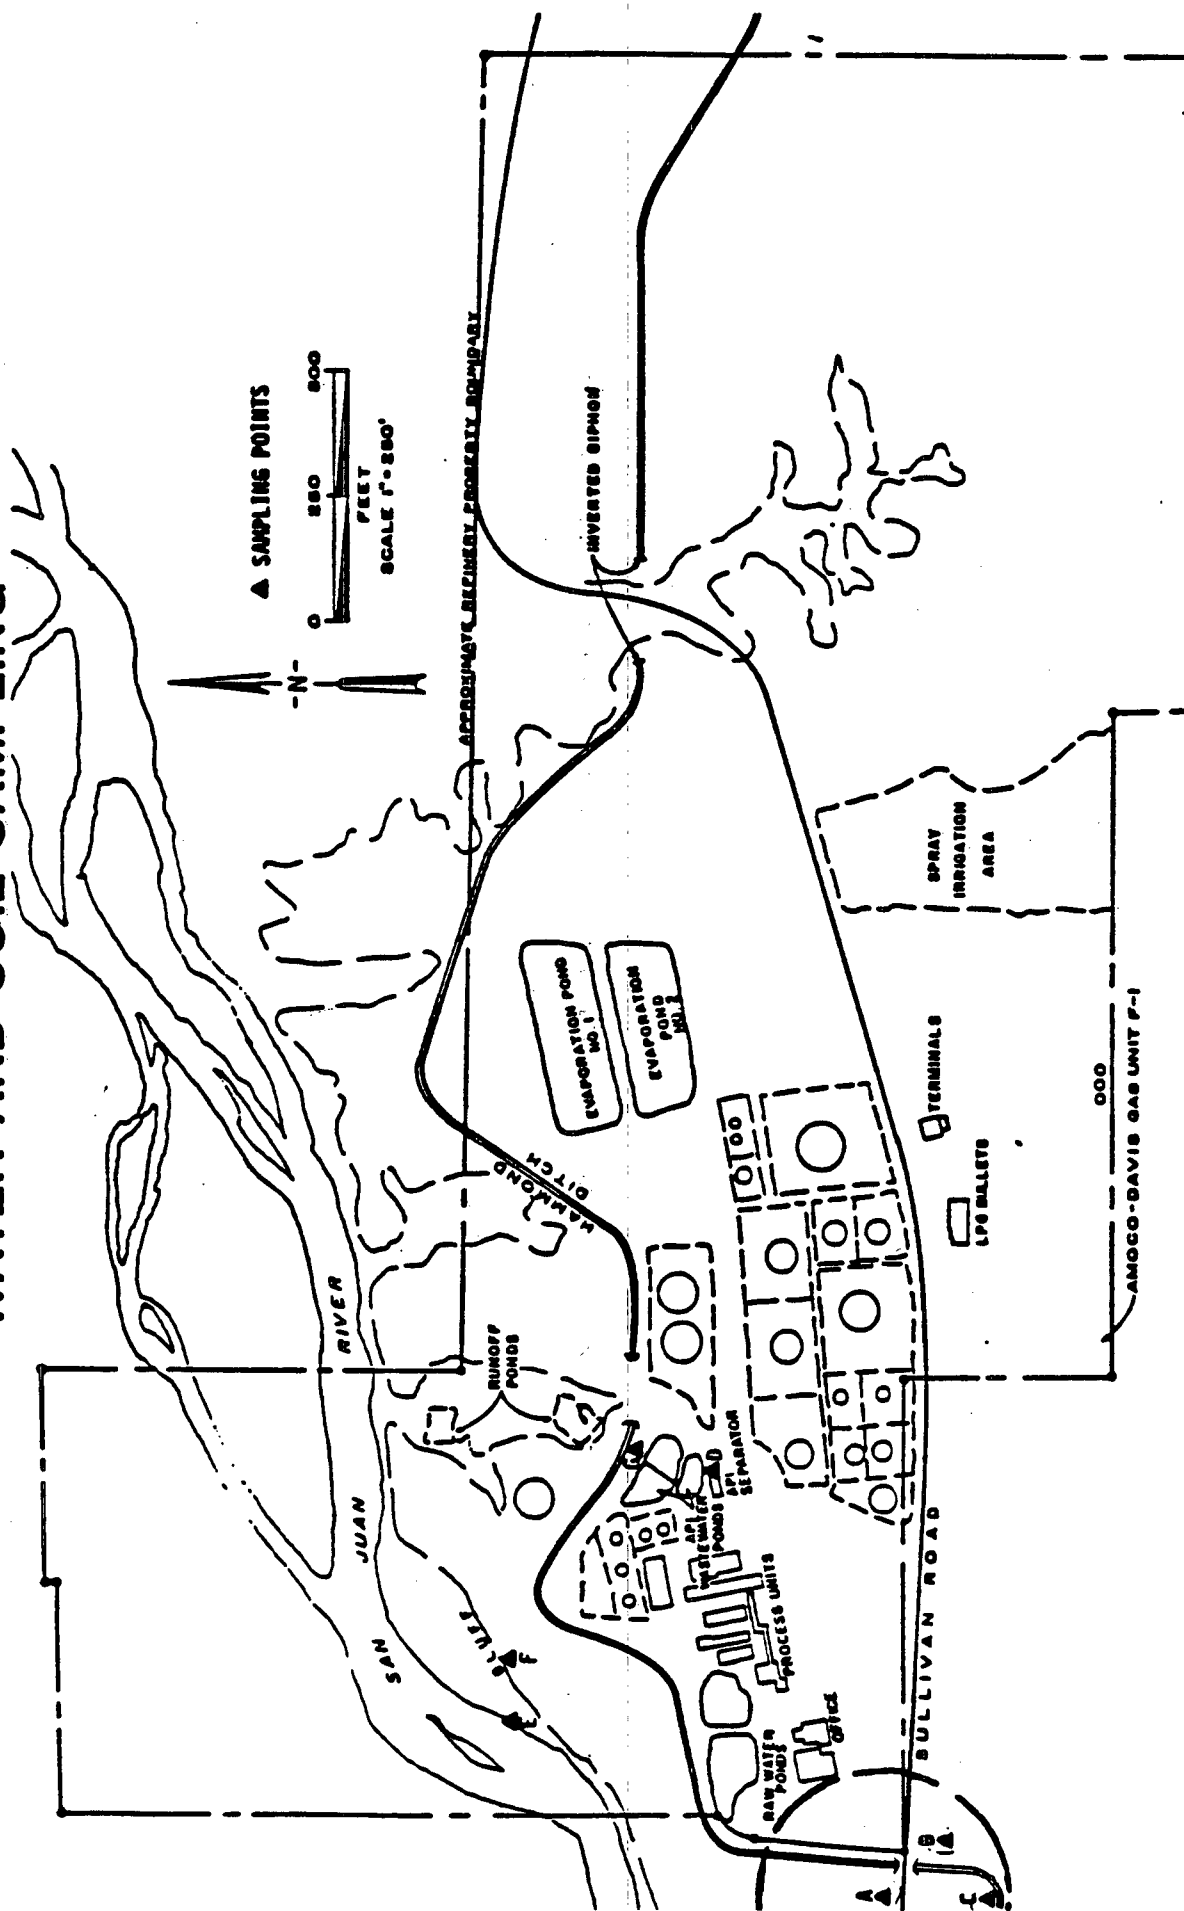 ▲ SAMPLING POINTS
0 250 500
FEET
SCALE 1"=250'
-N-
APPROXIMATE REFINERY PROPERTY BOUNDARY
INVERTED SIPHON
SAN JUAN RIVER
BLUFF
RUNOFF
PONDS
HAMMOND
DITCH
EVAPORATION POND
NO. 1
EVAPORATION
POND
NO. 2
SPRAY
IRRIGATION
AREA
TERMINALS
LPG BULLETS
AMOCO-DAVIS GAS UNIT F-1
API
SEPARATOR
API
WASTEWATER
PONDS
PROCESS UNITS
OFFICE
RAW WATER
PONDS
SULLIVAN ROAD
A
B
C
D
E
F